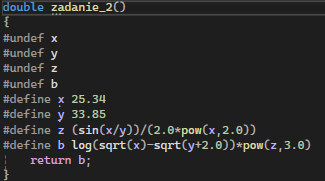 double zadanie_2()
{
#undef x
#undef y
#undef z
#undef b
#define x 25.34
#define y 33.85
#define z (sin(x/y))/(2.0*pow(x,2.0))
#define b log(sqrt(x)-sqrt(y+2.0))*pow(z,3.0)
return b;
}